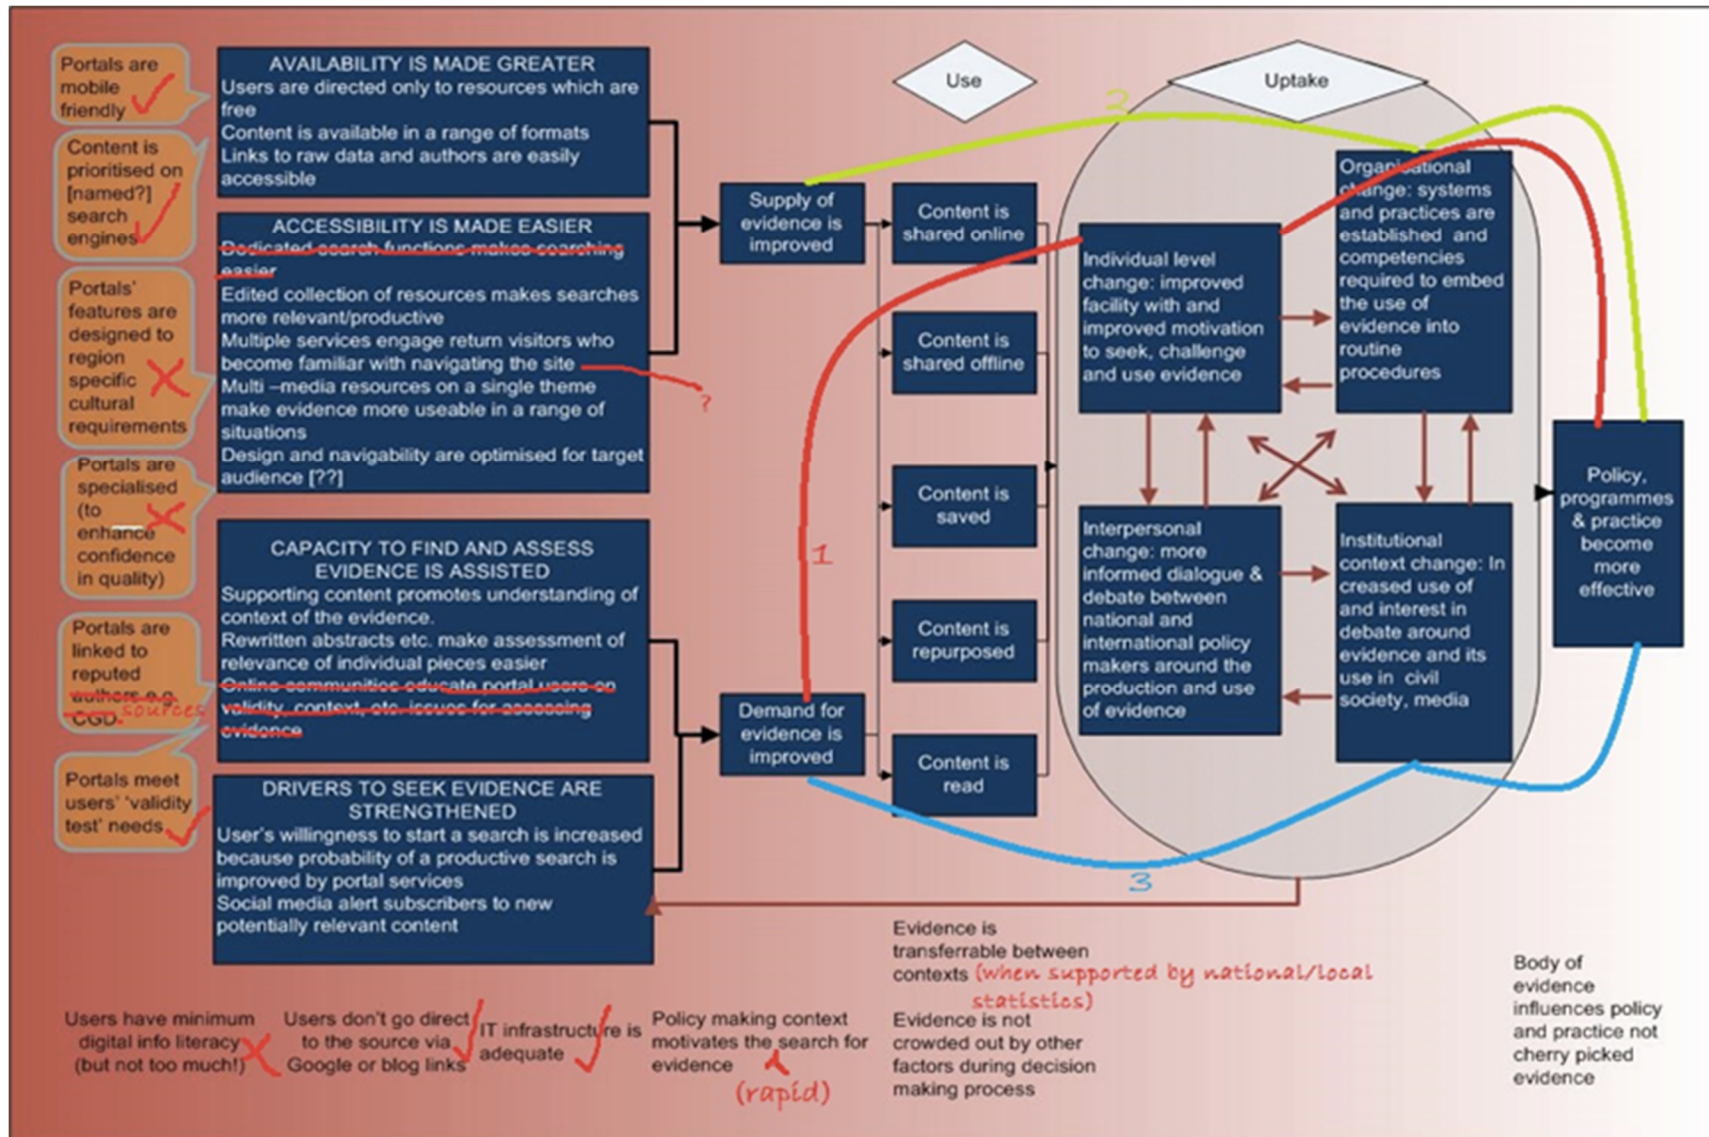 Portals are
mobile
friendly
Content is
prioritised on
[named?]
search
engines
Portals'
features are
designed to
region
specific
cultural
requirements
Portals are
specialised
(to
enhance
confidence
in quality)
Portals are
linked to
reputed
authors e.g.
CGD. sources
Portals meet
users' 'validity
test' needs
AVAILABILITY IS MADE GREATER
Users are directed only to resources which are
free
Content is available in a range of formats
Links to raw data and authors are easily
accessible
ACCESSIBILITY IS MADE EASIER
Dedicated search functions makes searching
easier
Edited collection of resources makes searches
more relevant/productive
Multiple services engage return visitors who
become familiar with navigating the site
?
Multi –media resources on a single theme
make evidence more useable in a range of
situations
Design and navigability are optimised for target
audience [??]
CAPACITY TO FIND AND ASSESS
EVIDENCE IS ASSISTED
Supporting content promotes understanding of
context of the evidence.
Rewritten abstracts etc. make assessment of
relevance of individual pieces easier
Online communities educate portal users on
validity, context, etc. issues for accessing
evidence
DRIVERS TO SEEK EVIDENCE ARE
STRENGTHENED
User's willingness to start a search is increased
because probability of a productive search is
improved by portal services
Social media alert subscribers to new
potentially relevant content
Supply of
evidence is
improved
Demand for
evidence is
improved
1
2
3
Use
Content is
shared online
Content is
shared offline
Content is
saved
Content is
repurposed
Content is
read
Uptake
Individual level
change: improved
facility with and
improved motivation
to seek, challenge
and use evidence
Organisational
change: systems
and practices are
established and
competencies
required to embed
the use of
evidence into
routine
procedures
Interpersonal
change: more
informed dialogue &
debate between
national and
international policy
makers around the
production and use
of evidence
Institutional
context change: In
creased use of
and interest in
debate around
evidence and its
use in civil
society, media
Policy,
programmes
& practice
become
more
effective
Users have minimum
digital info literacy
(but not too much!)
Users don't go direct
to the source via
Google or blog links
IT infrastructure is
adequate
Policy making context
motivates the search for
evidence
(rapid)
Evidence is
transferrable between
contexts (when supported by national/local
statistics)
Evidence is not
crowded out by other
factors during decision
making process
Body of
evidence
influences policy
and practice not
cherry picked
evidence